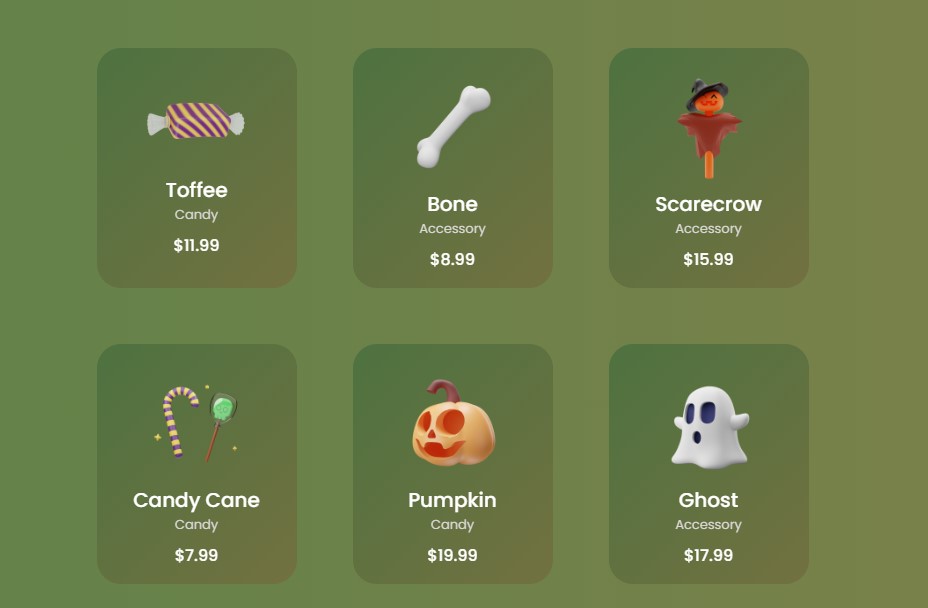 Toffee
Candy
$11.99
Bone
Accessory
$8.99
Scarecrow
Accessory
$15.99
Candy Cane
Candy
$7.99
Pumpkin
Candy
$19.99
Ghost
Accessory
$17.99